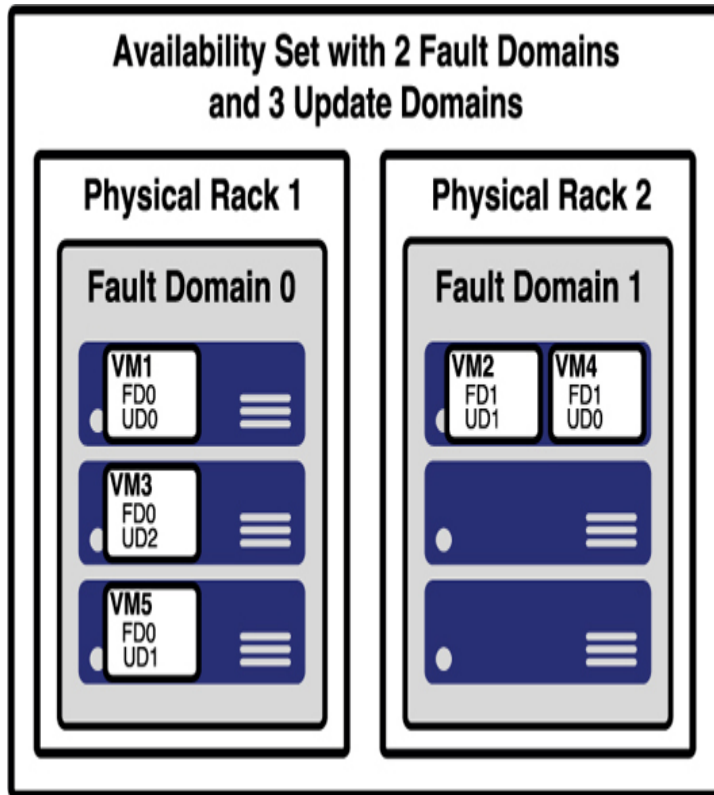 Availability Set with 2 Fault Domains
and 3 Update Domains
Physical Rack 1
Fault Domain 0
VM1
FD0
UD0
VM3
FD0
UD2
VM5
FD0
UD1
Physical Rack 2
Fault Domain 1
VM2
FD1
UD1
VM4
FD1
UD0